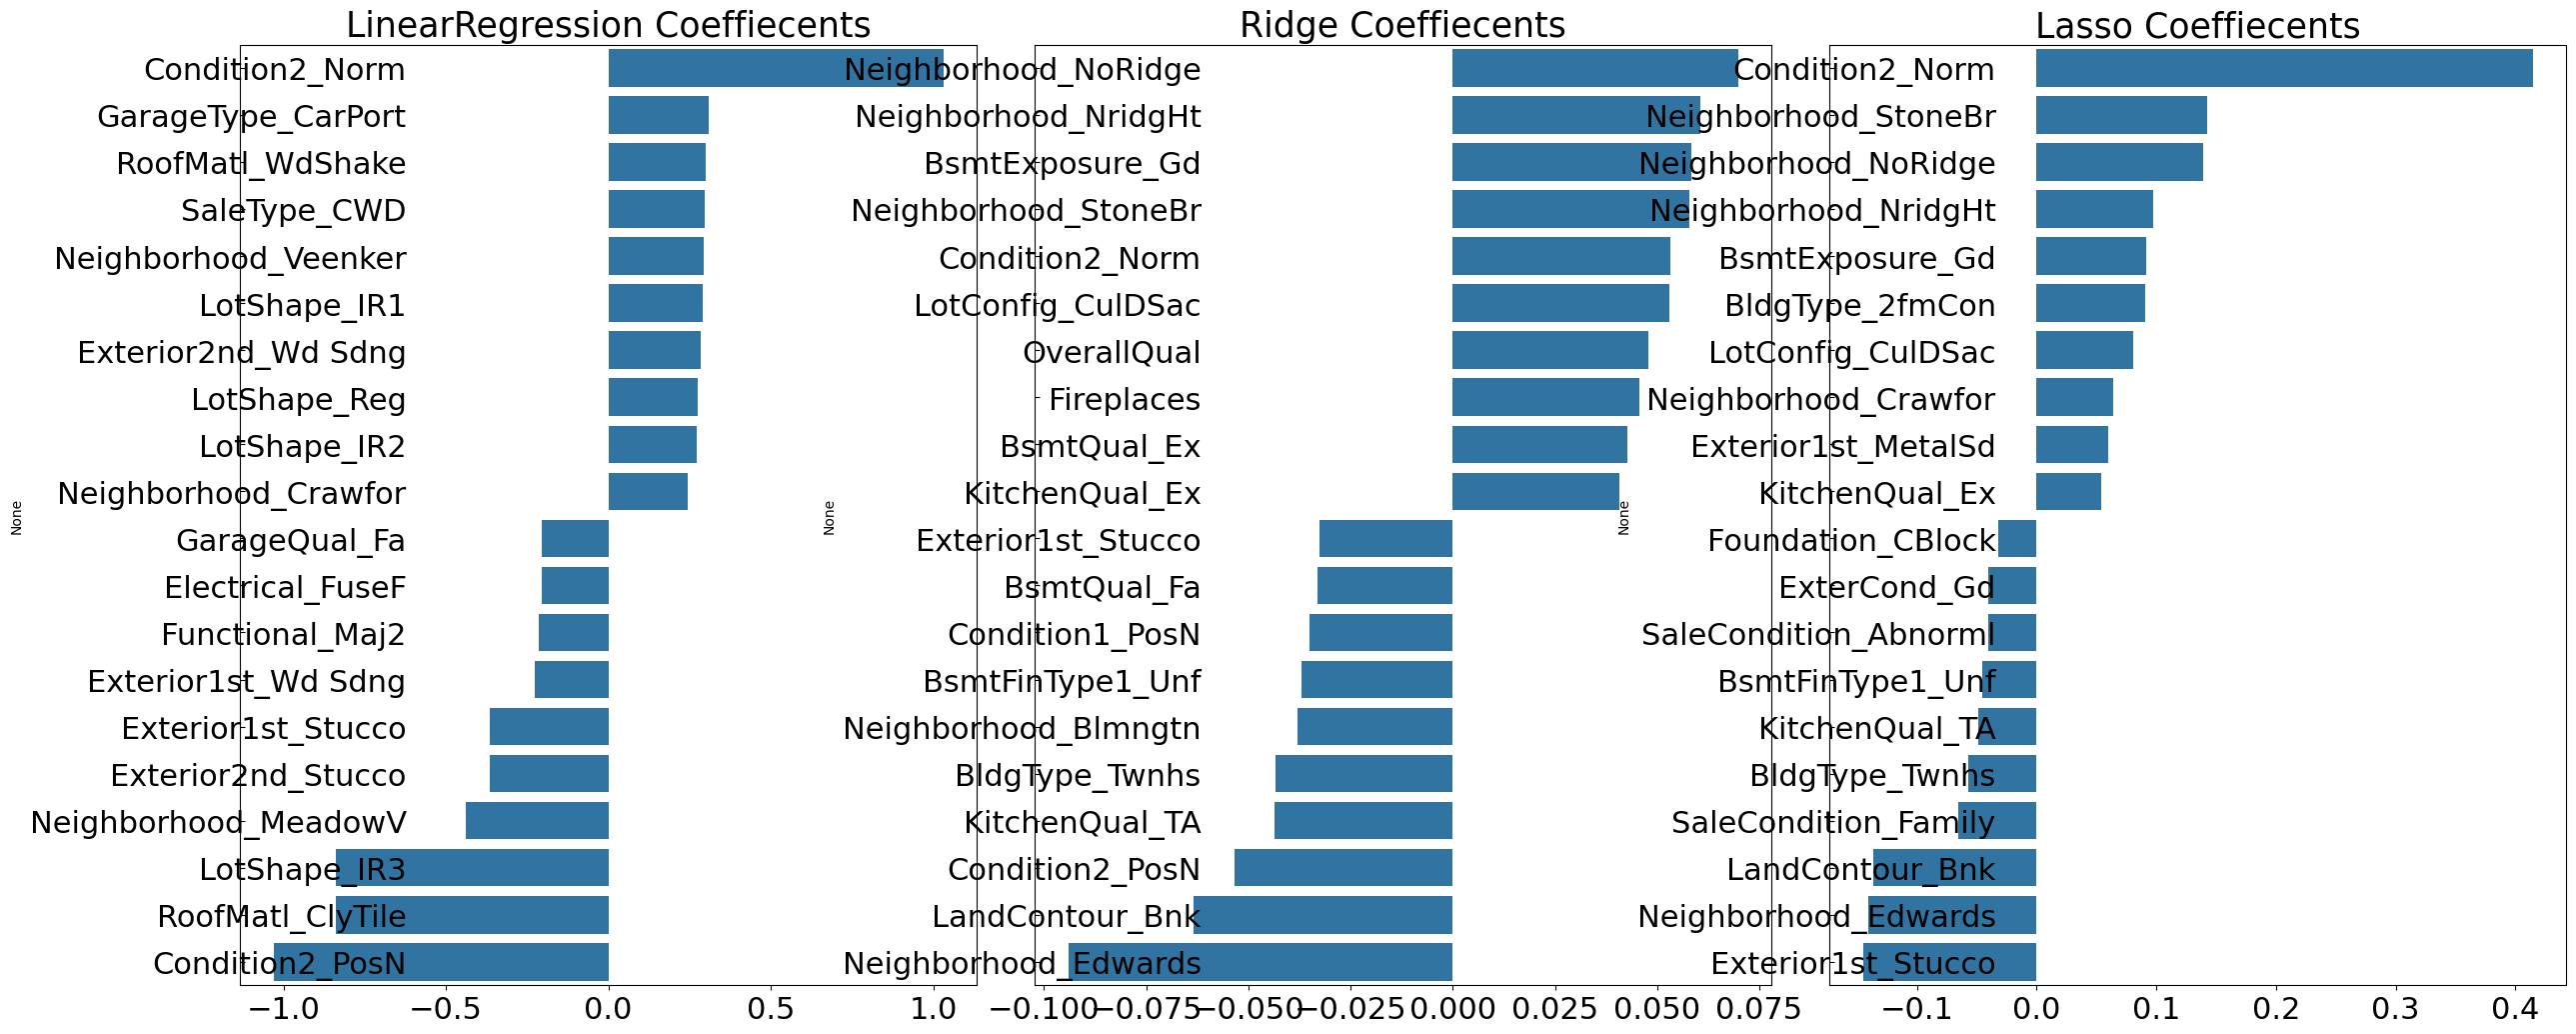 LinearRegression Coeffiecents
Condition2_Norm
GarageType_CarPort
RoofMatl_WdShake
SaleType_CWD
Neighborhood_Veenker
LotShape_IR1
Exterior2nd_Wd Sdng
LotShape_Reg
LotShape_IR2
Neighborhood_Crawfor
GarageQual_Fa
Electrical_FuseF
Functional_Maj2
Exterior1st_Wd Sdng
Exterior1st_Stucco
Exterior2nd_Stucco
Neighborhood_MeadowV
LotShape_IR3
RoofMatl_ClyTile
Condition2_PosN
None
−1.0 −0.5 0.0 0.5 1.0
Ridge Coeffiecents
Neighborhood_NoRidge
Neighborhood_NridgHt
BsmtExposure_Gd
Neighborhood_StoneBr
Condition2_Norm
LotConfig_CulDSac
OverallQual
Fireplaces
BsmtQual_Ex
KitchenQual_Ex
Exterior1st_Stucco
BsmtQual_Fa
Condition1_PosN
BsmtFinType1_Unf
Neighborhood_Blmngtn
BldgType_Twnhs
KitchenQual_TA
Condition2_PosN
LandContour_Bnk
Neighborhood_Edwards
None
−0.100 −0.075 −0.050 −0.025 0.000 0.025 0.050 0.075
Lasso Coeffiecents
Condition2_Norm
Neighborhood_StoneBr
Neighborhood_NoRidge
Neighborhood_NridgHt
BsmtExposure_Gd
BldgType_2fmCon
LotConfig_CulDSac
Neighborhood_Crawfor
Exterior1st_MetalSd
KitchenQual_Ex
Foundation_CBlock
ExterCond_Gd
SaleCondition_Abnorml
BsmtFinType1_Unf
KitchenQual_TA
BldgType_Twnhs
SaleCondition_Family
LandContour_Bnk
Neighborhood_Edwards
Exterior1st_Stucco
None
−0.1 0.0 0.1 0.2 0.3 0.4